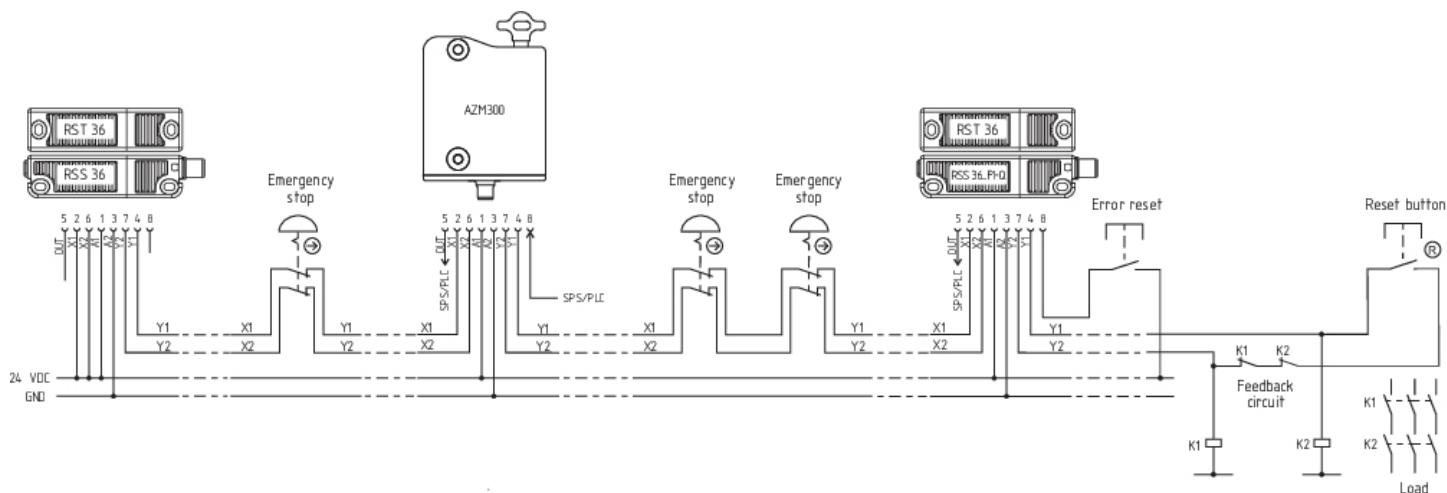 AZM300
RST 36
RSS 36
RST 36
RSS 36_PI-Q
Emergency
stop
Emergency
stop
Emergency
stop
Error reset
Reset button
R
5 2 6 1 3 7 4 8
OUT X1 X2 A1 A2 Y2 Y1
5 2 6 1 3 7 4 8
OUT X1 X2 A1 A2 Y2 Y1
SPS/PLC
SPS/PLC
5 2 6 1 3 7 4 8
OUT X1 X2 A1 A2 Y2 Y1
SPS/PLC
Y1 X1 Y1 X1 Y1 X1 Y1 X1 Y1
Y2 X2 Y2 X2 Y2 X2 Y2 X2 Y2
24 VDC
GND
K1 K2
Feedback
circuit
K1
K2
K1
K2
Load